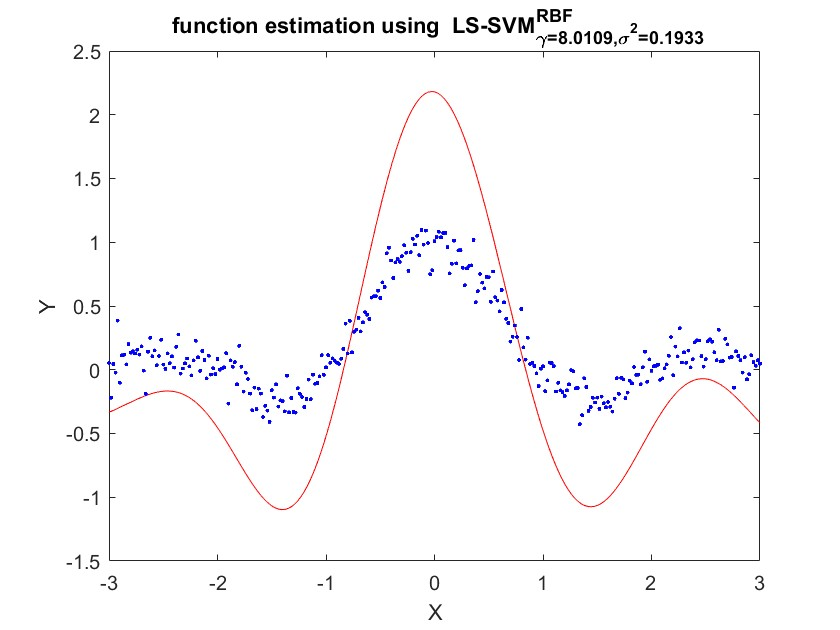 function estimation using LS-SVM^{RBF}_{γ=8.0109,σ^2=0.1933}
2.5
2
1.5
1
0.5
0
-0.5
-1
-1.5
Y
-3 -2 -1 0 1 2 3
X